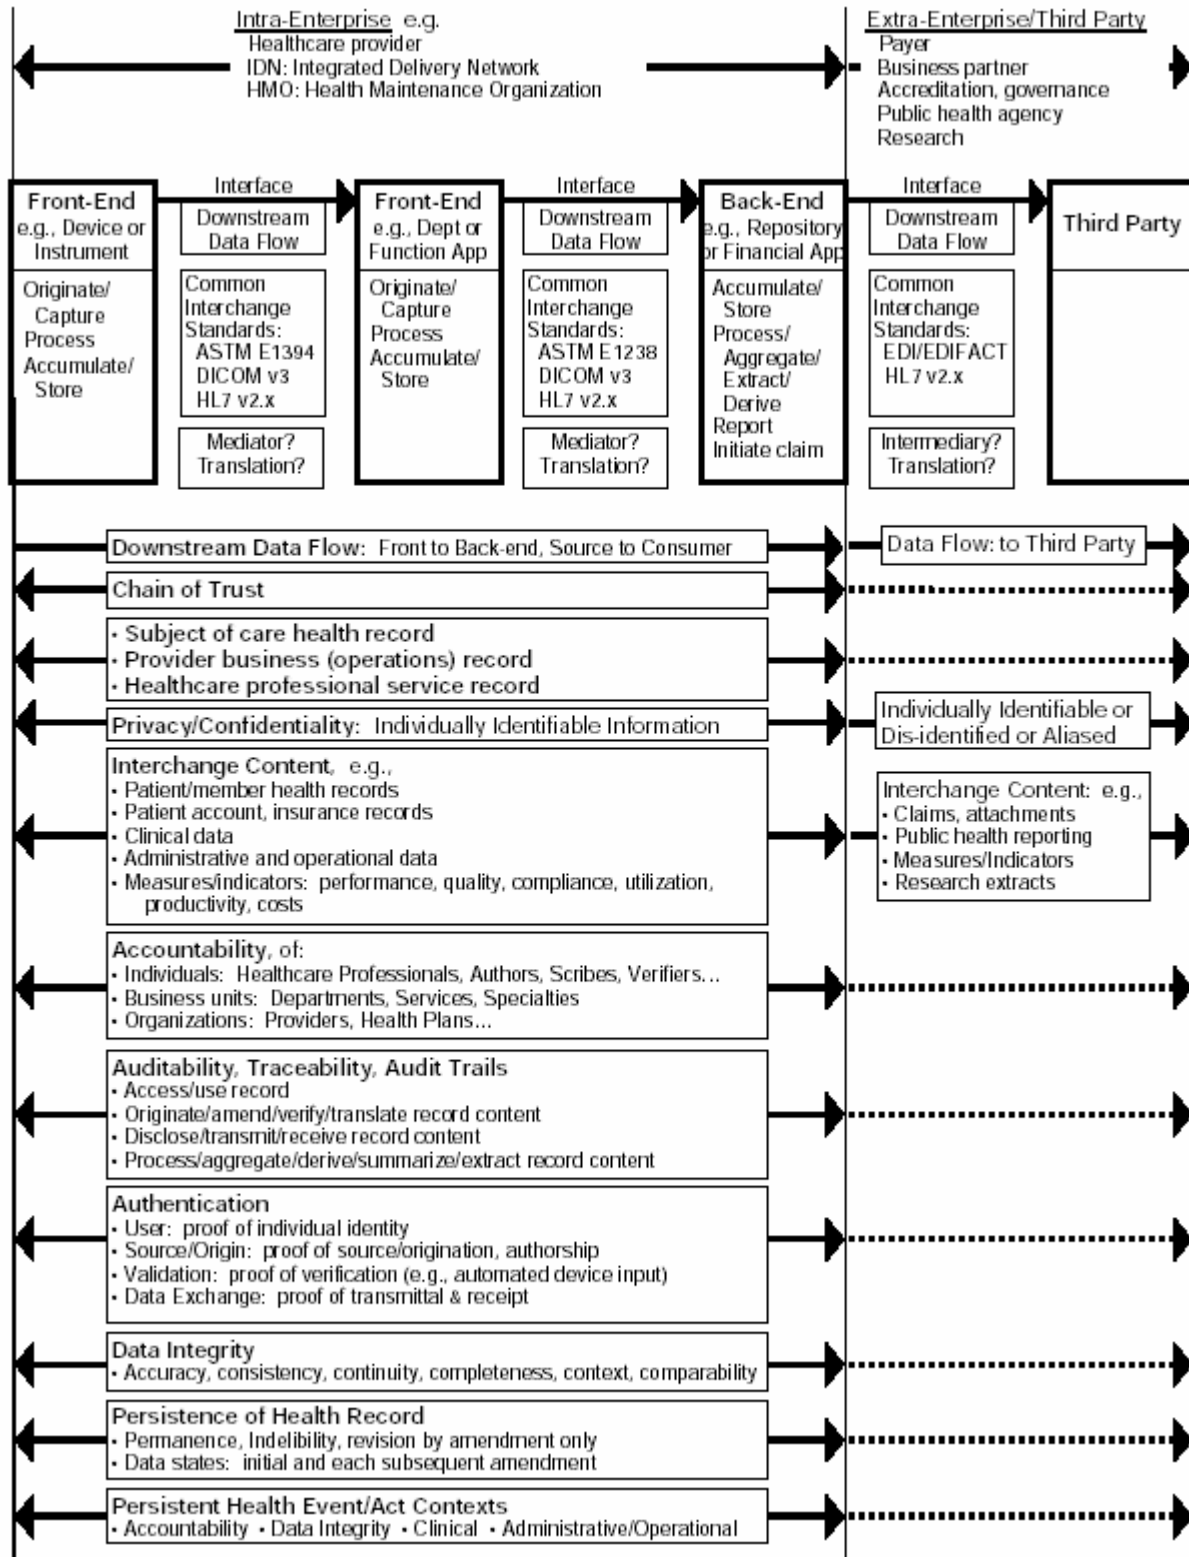 Intra-Enterprise e.g.
Healthcare provider
IDN: Integrated Delivery Network
HMO: Health Maintenance Organization
Extra-Enterprise/Third Party
Payer
Business partner
Accreditation, governance
Public health agency
Research
Front-End
e.g., Device or
Instrument
Originate/
Capture
Process
Accumulate/
Store
Interface
Downstream
Data Flow
Common
Interchange
Standards:
ASTM E1394
DICOM v3
HL7 v2.x
Mediator?
Translation?
Front-End
e.g., Dept or
Function App
Originate/
Capture
Process
Accumulate/
Store
Interface
Downstream
Data Flow
Common
Interchange
Standards:
ASTM E1238
DICOM v3
HL7 v2.x
Mediator?
Translation?
Back-End
e.g., Repository
or Financial App
Accumulate/
Store
Process/
Aggregate/
Extract/
Derive
Report
Initiate claim
Interface
Downstream
Data Flow
Common
Interchange
Standards:
EDI/EDIFACT
HL7 v2.x
Intermediary?
Translation?
Third Party
Downstream Data Flow: Front to Back-end, Source to Consumer
Data Flow: to Third Party
Chain of Trust
• Subject of care health record
• Provider business (operations) record
• Healthcare professional service record
Privacy/Confidentiality: Individually Identifiable Information
Individually Identifiable or
Dis-identified or Aliased
Interchange Content, e.g.,
• Patient/member health records
• Patient account, insurance records
• Clinical data
• Administrative and operational data
• Measures/indicators: performance, quality, compliance, utilization,
productivity, costs
Interchange Content: e.g.,
• Claims, attachments
• Public health reporting
• Measures/Indicators
• Research extracts
Accountability, of:
• Individuals: Healthcare Professionals, Authors, Scribes, Verifiers...
• Business units: Departments, Services, Specialties
• Organizations: Providers, Health Plans...
Auditability, Traceability, Audit Trails
• Access/use record
• Originate/amend/verify/translate record content
• Disclose/transmit/receive record content
• Process/aggregate/derive/summarize/extract record content
Authentication
• User: proof of individual identity
• Source/Origin: proof of source/origination, authorship
• Validation: proof of verification (e.g., automated device input)
• Data Exchange: proof of transmittal & receipt
Data Integrity
• Accuracy, consistency, continuity, completeness, context, comparability
Persistence of Health Record
• Permanence, Indelibility, revision by amendment only
• Data states: initial and each subsequent amendment
Persistent Health Event/Act Contexts
• Accountability • Data Integrity • Clinical • Administrative/Operational